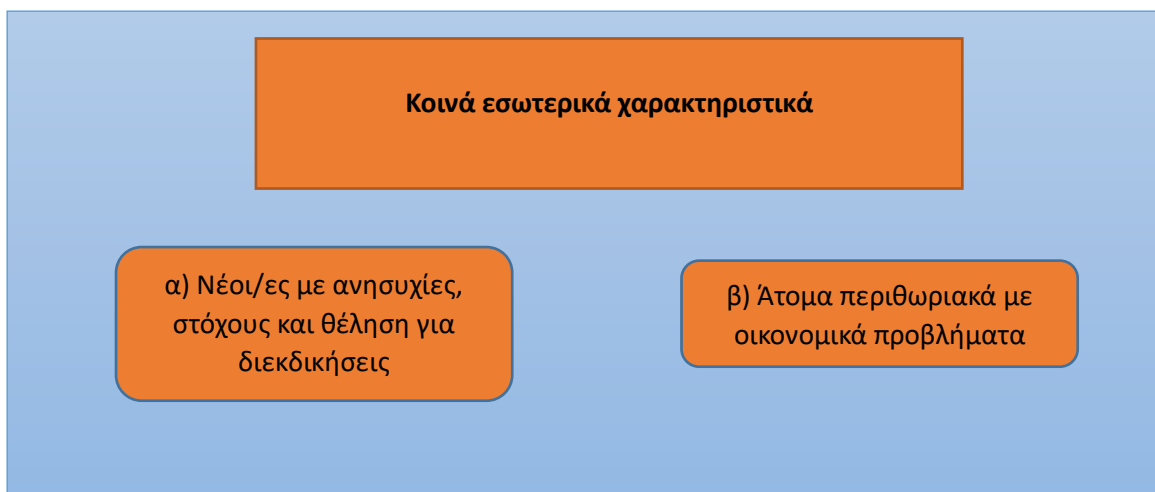 Κοινά εσωτερικά χαρακτηριστικά
α) Νέοι/ες με ανησυχίες,
στόχους και θέληση για
διεκδικήσεις
β) Άτομα περιθωριακά με
οικονομικά προβλήματα